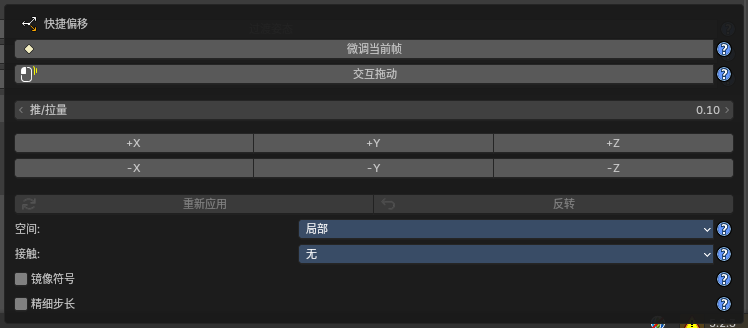 快捷偏移
微调当前帧
交互拖动
推/拉量 0.10
+X +Y +Z
-X -Y -Z
重新应用 反转
空间: 局部
接触: 无
镜像符号
精细步长